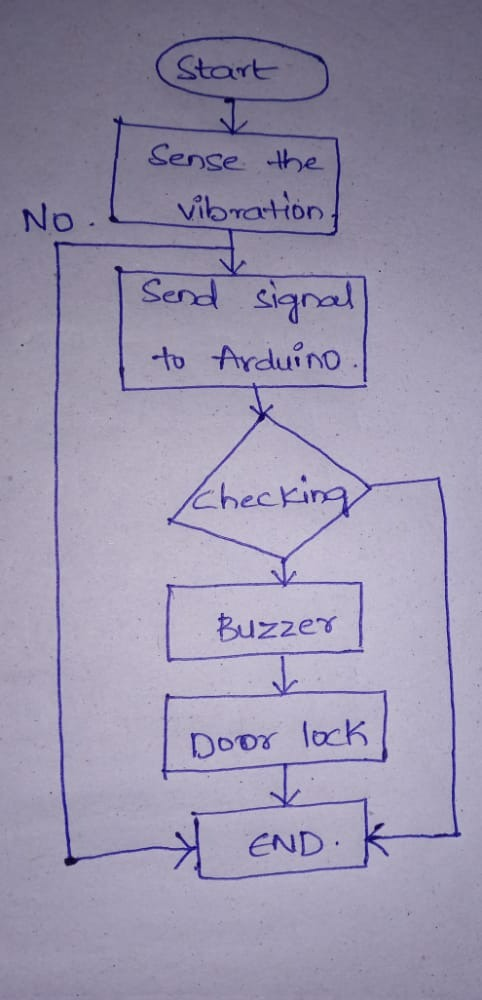 Start
Sense the
vibration.
No.
Send signal
to Arduino.
Checking
Buzzer
Door lock
END.